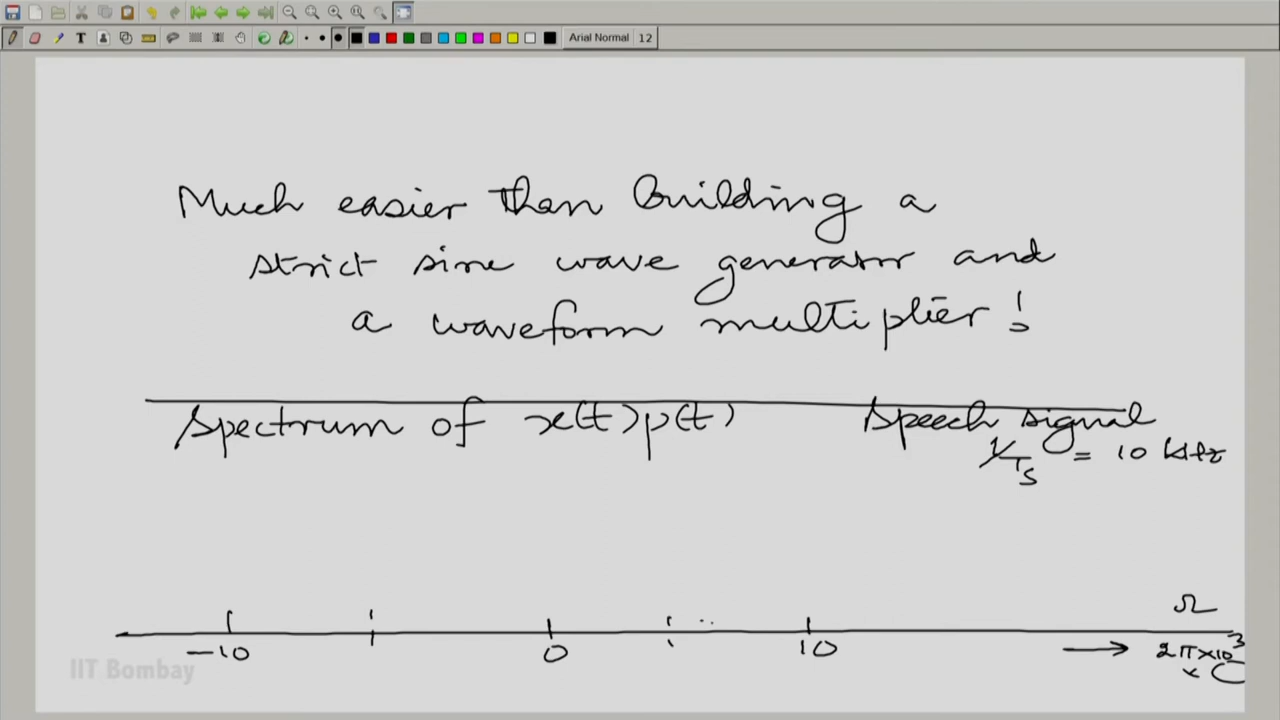 Arial Normal 12
Much easier than building a
strict sine wave generator and
a waveform multiplier!
Spectrum of x(t)p(t) Speech signal
1/Ts = 10 kHz
Ω
-10 0 10 → 2π×10³
×
IIT Bombay